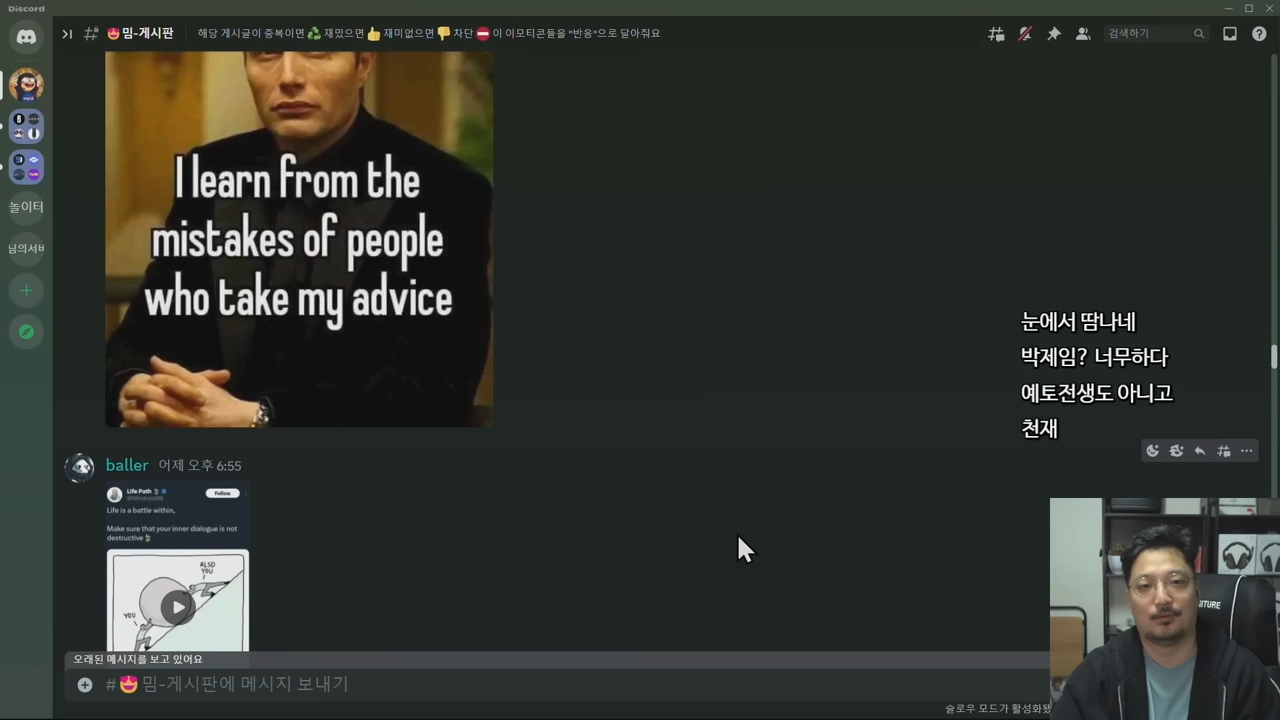 Discord
밈-게시판
해당 게시글이 중복이면 ♻️ 재밌으면 👍 재미없으면 👎 차단 ⛔ 이 이모티콘들을 "반응"으로 달아줘요
검색하기
놀이터
님의서버
I learn from the
mistakes of people
who take my advice
눈에서 땀나네
박제임? 너무하다
예토전생도 아니고
천재
baller 어제 오후 6:55
Life Path
Follow
Life is a battle within,
Make sure that your inner dialogue is not
destructive
ALSO
YOU
YOU
오래된 메시지를 보고 있어요
#😍밈-게시판에 메시지 보내기
슬로우 모드가 활성화됐